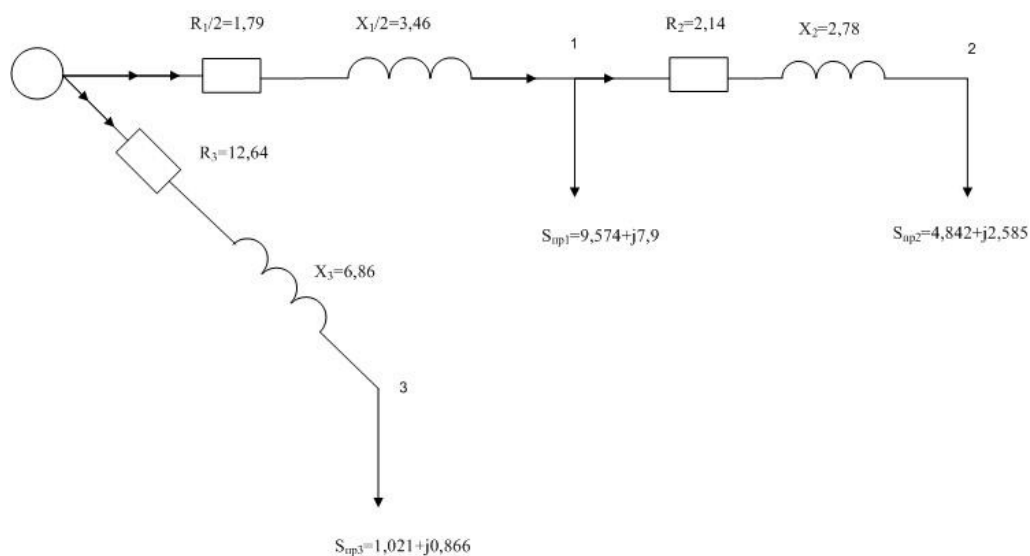 R₁/2=1,79
X₁/2=3,46
1
R₂=2,14
X₂=2,78
2
R₃=12,64
Sпр1=9,574+j7,9
Sпр2=4,842+j2,585
X₃=6,86
3
Sпр3=1,021+j0,866